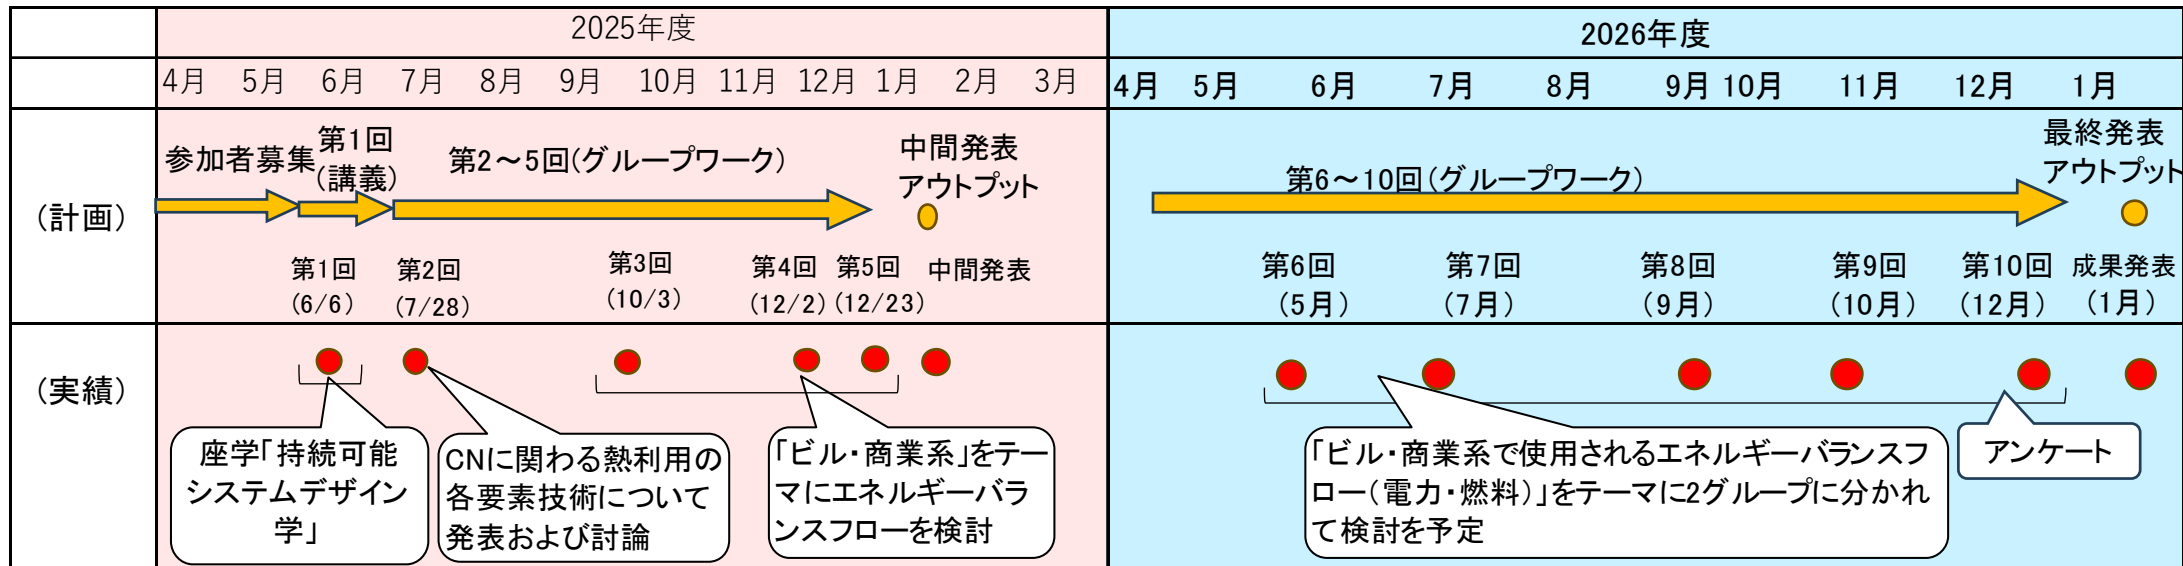 2025年度
2026年度
4月 5月 6月 7月 8月 9月 10月 11月 12月 1月 2月 3月
4月 5月 6月 7月 8月 9月 10月 11月 12月 1月
(計画)
参加者募集
第1回
(講義)
第2～5回(グループワーク)
中間発表
アウトプット
第6～10回(グループワーク)
最終発表
アウトプット
第1回
(6/6)
第2回
(7/28)
第3回
(10/3)
第4回
(12/2)
第5回
(12/23)
中間発表
第6回
(5月)
第7回
(7月)
第8回
(9月)
第9回
(10月)
第10回
(12月)
成果発表
(1月)
(実績)
座学「持続可能
システムデザイン
学」
CNに関わる熱利用の
各要素技術について
発表および討論
「ビル・商業系」をテー
マにエネルギーバラ
ンスフローを検討
「ビル・商業系で使用されるエネルギーバランスフ
ロー(電力・燃料)」をテーマに2グループに分かれ
て検討を予定
アンケート